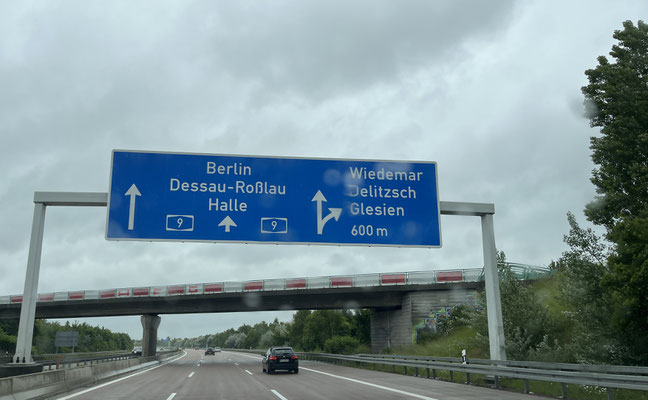 Berlin
Dessau-Roßlau
Halle
9
9
Wiedemar
Delitzsch
Glesien
600 m